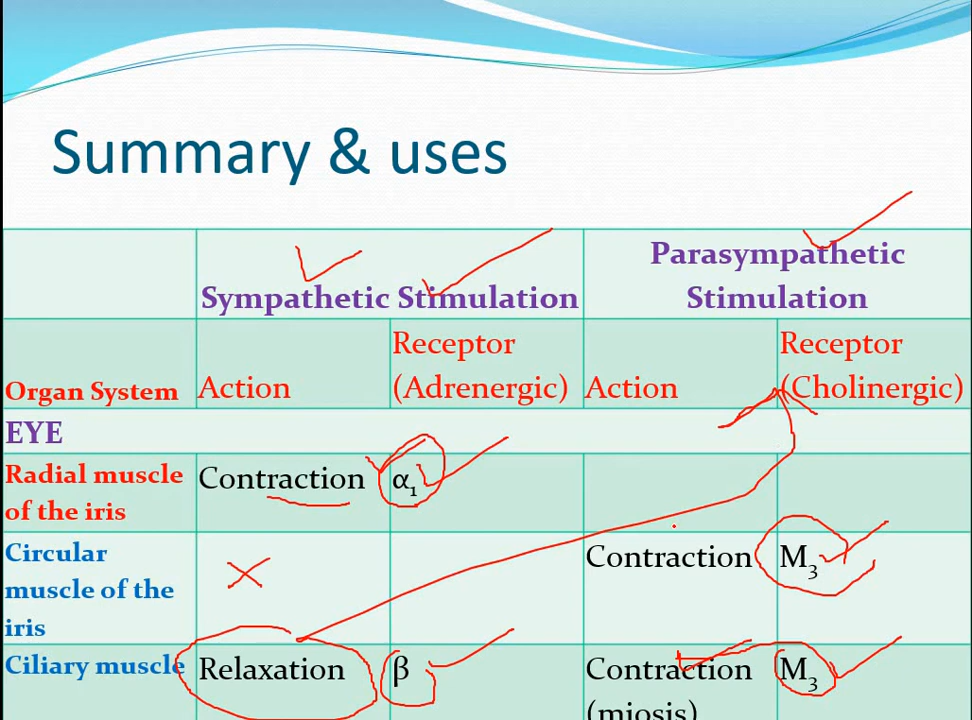 Summary & uses
Sympathetic Stimulation
Parasympathetic
Stimulation
Organ System
Action
Receptor
(Adrenergic)
Action
Receptor
(Cholinergic)
EYE
Radial muscle
of the iris
Contraction
α₁
Circular
muscle of the
iris
Contraction
M₃
Ciliary muscle
Relaxation
β
Contraction
(miosis)
M₃